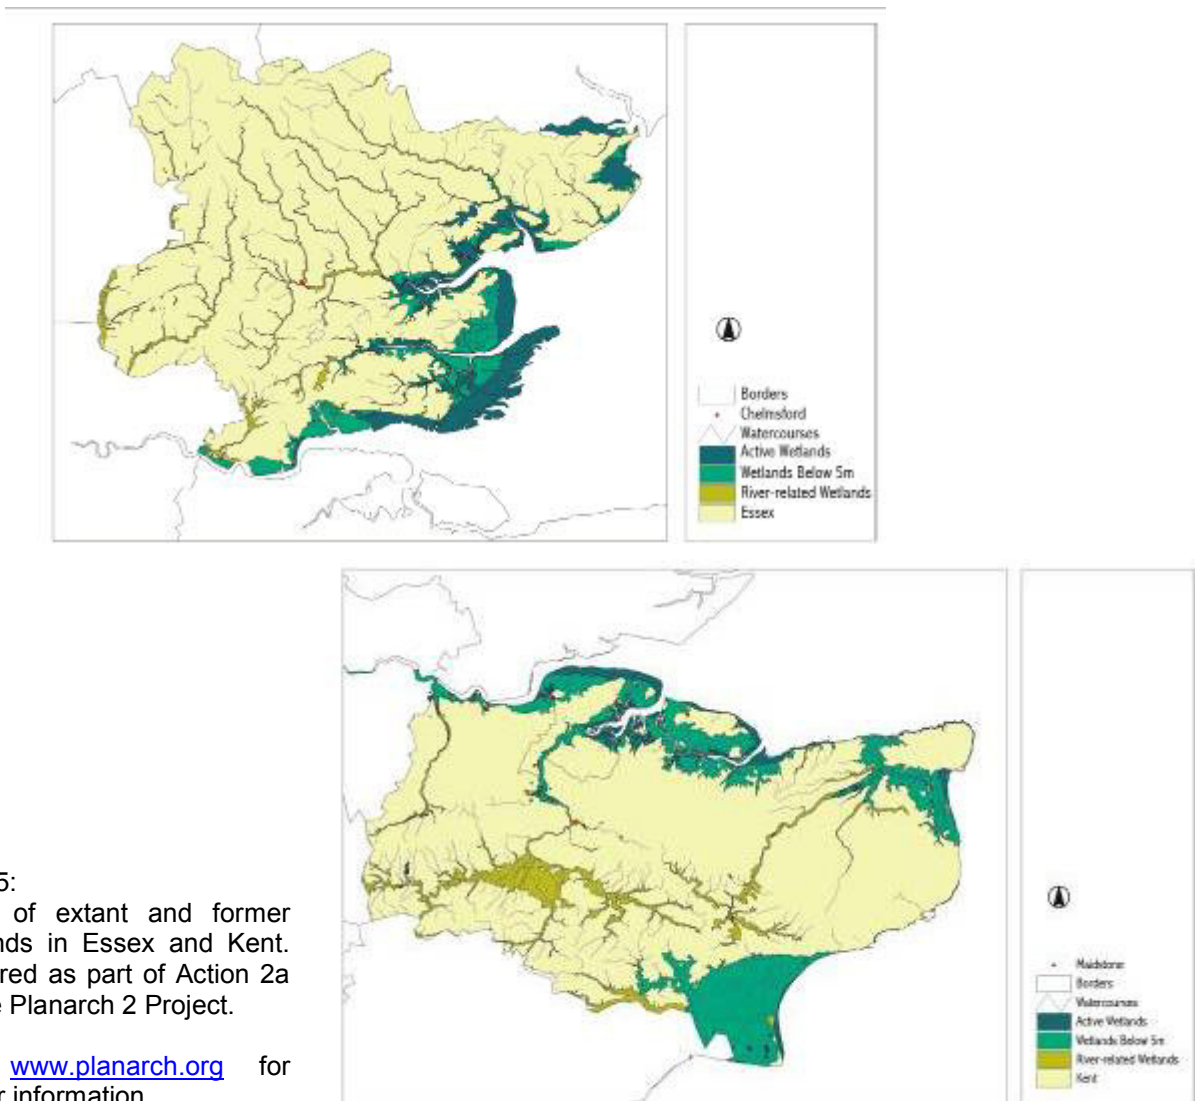 Borders
Chelmsford
Watercourses
Active Wetlands
Wetlands Below 5m
River-related Wetlands
Essex
Maidstone
Borders
Watercourses
Active Wetlands
Wetlands Below 5m
River-related Wetlands
Kent
5:
of extant and former
nds in Essex and Kent.
red as part of Action 2a
e Planarch 2 Project.
www.planarch.org for
r information